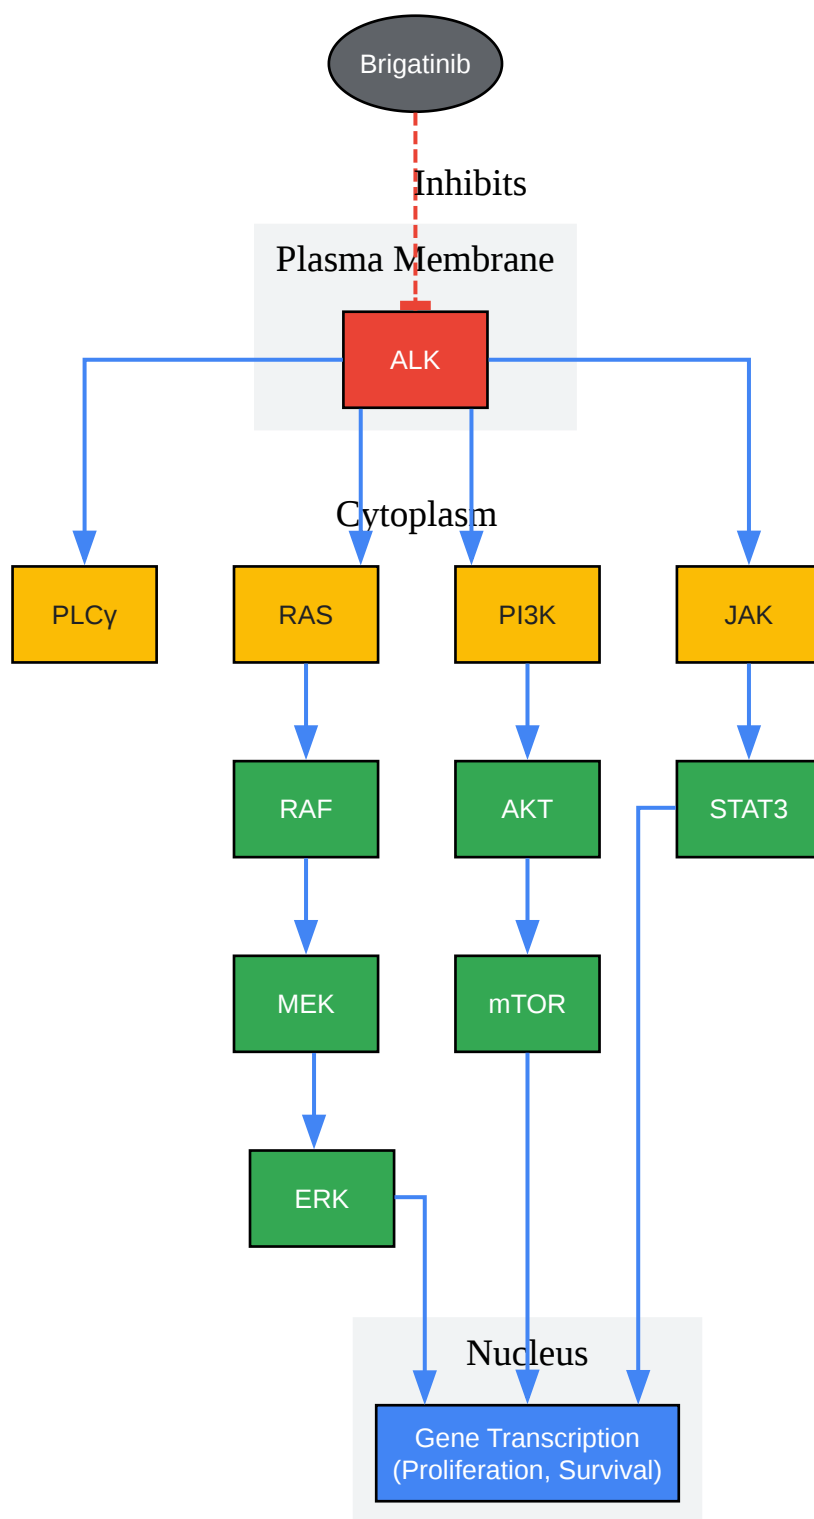 Brigatinib
Inhibits
Plasma Membrane
ALK
Cytoplasm
PLCγ
RAS
PI3K
JAK
RAF
AKT
STAT3
MEK
mTOR
ERK
Nucleus
Gene Transcription
(Proliferation, Survival)